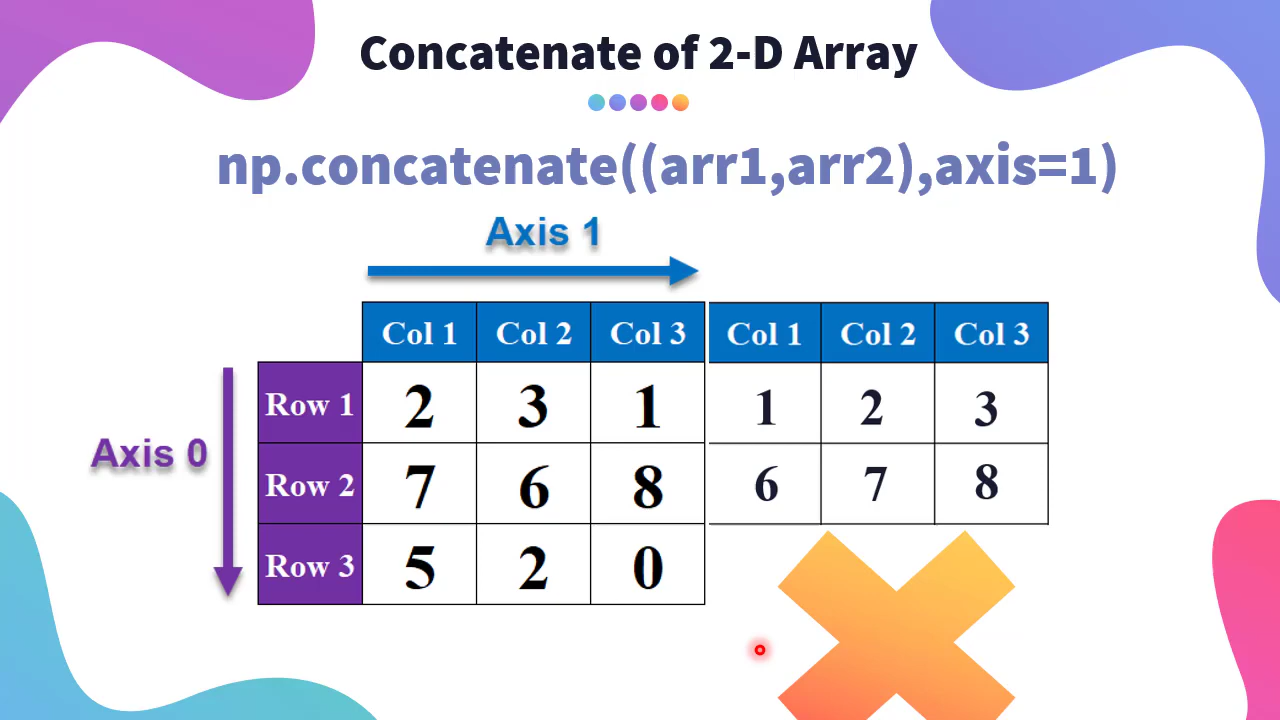 Concatenate of 2-D Array
np.concatenate((arr1,arr2),axis=1)
Axis 1
Col 1 Col 2 Col 3 Col 1 Col 2 Col 3
Row 1 2 3 1 1 2 3
Axis 0
Row 2 7 6 8 6 7 8
Row 3 5 2 0